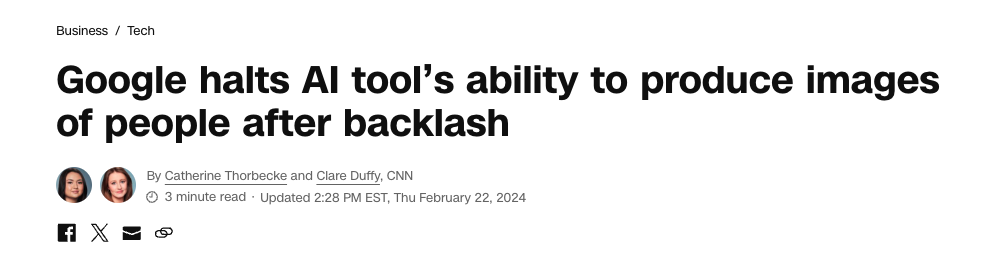 Business / Tech
Google halts AI tool’s ability to produce images
of people after backlash
By Catherine Thorbecke and Clare Duffy, CNN
3 minute read · Updated 2:28 PM EST, Thu February 22, 2024